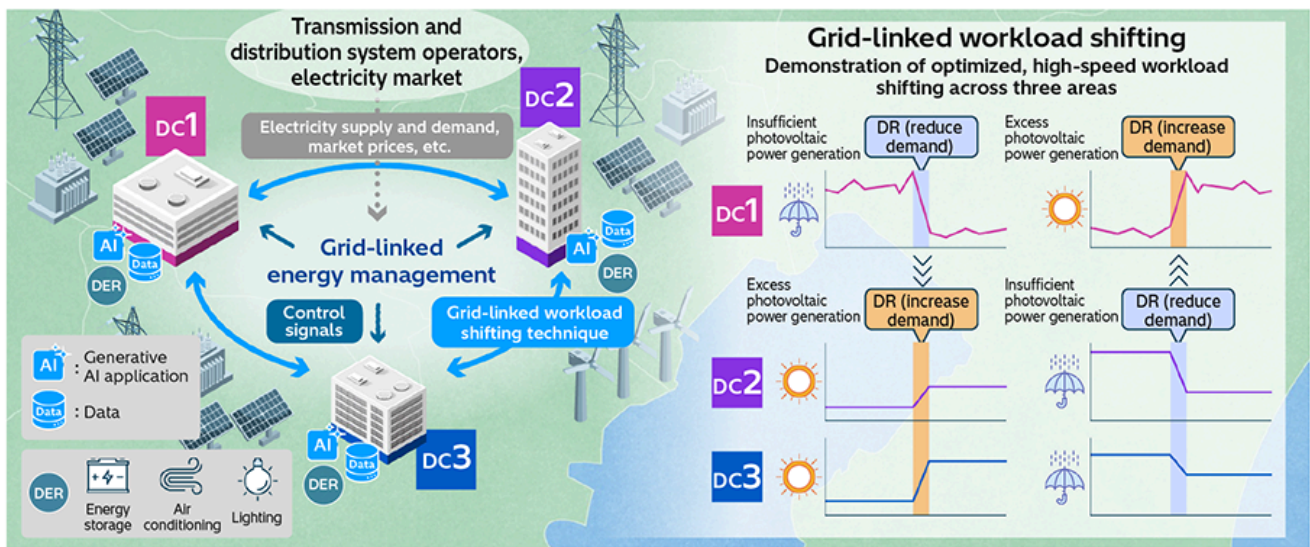 Transmission and
distribution system operators,
electricity market
DC1
DC2
Electricity supply and demand,
market prices, etc.
AI
Data
DER
AI
Data
DER
Grid-linked
energy management
Control
signals
Grid-linked workload
shifting technique
AI
Data
DER
DC3
AI : Generative
AI application
Data : Data
DER
Energy
storage
Air
conditioning
Lighting
Grid-linked workload shifting
Demonstration of optimized, high-speed workload
shifting across three areas
Insufficient
photovoltaic
power generation
DR (reduce
demand)
Excess
photovoltaic
power generation
DR (increase
demand)
DC1
Excess
photovoltaic
power generation
DR (increase
demand)
Insufficient
photovoltaic
power generation
DR (reduce
demand)
DC2
DC3